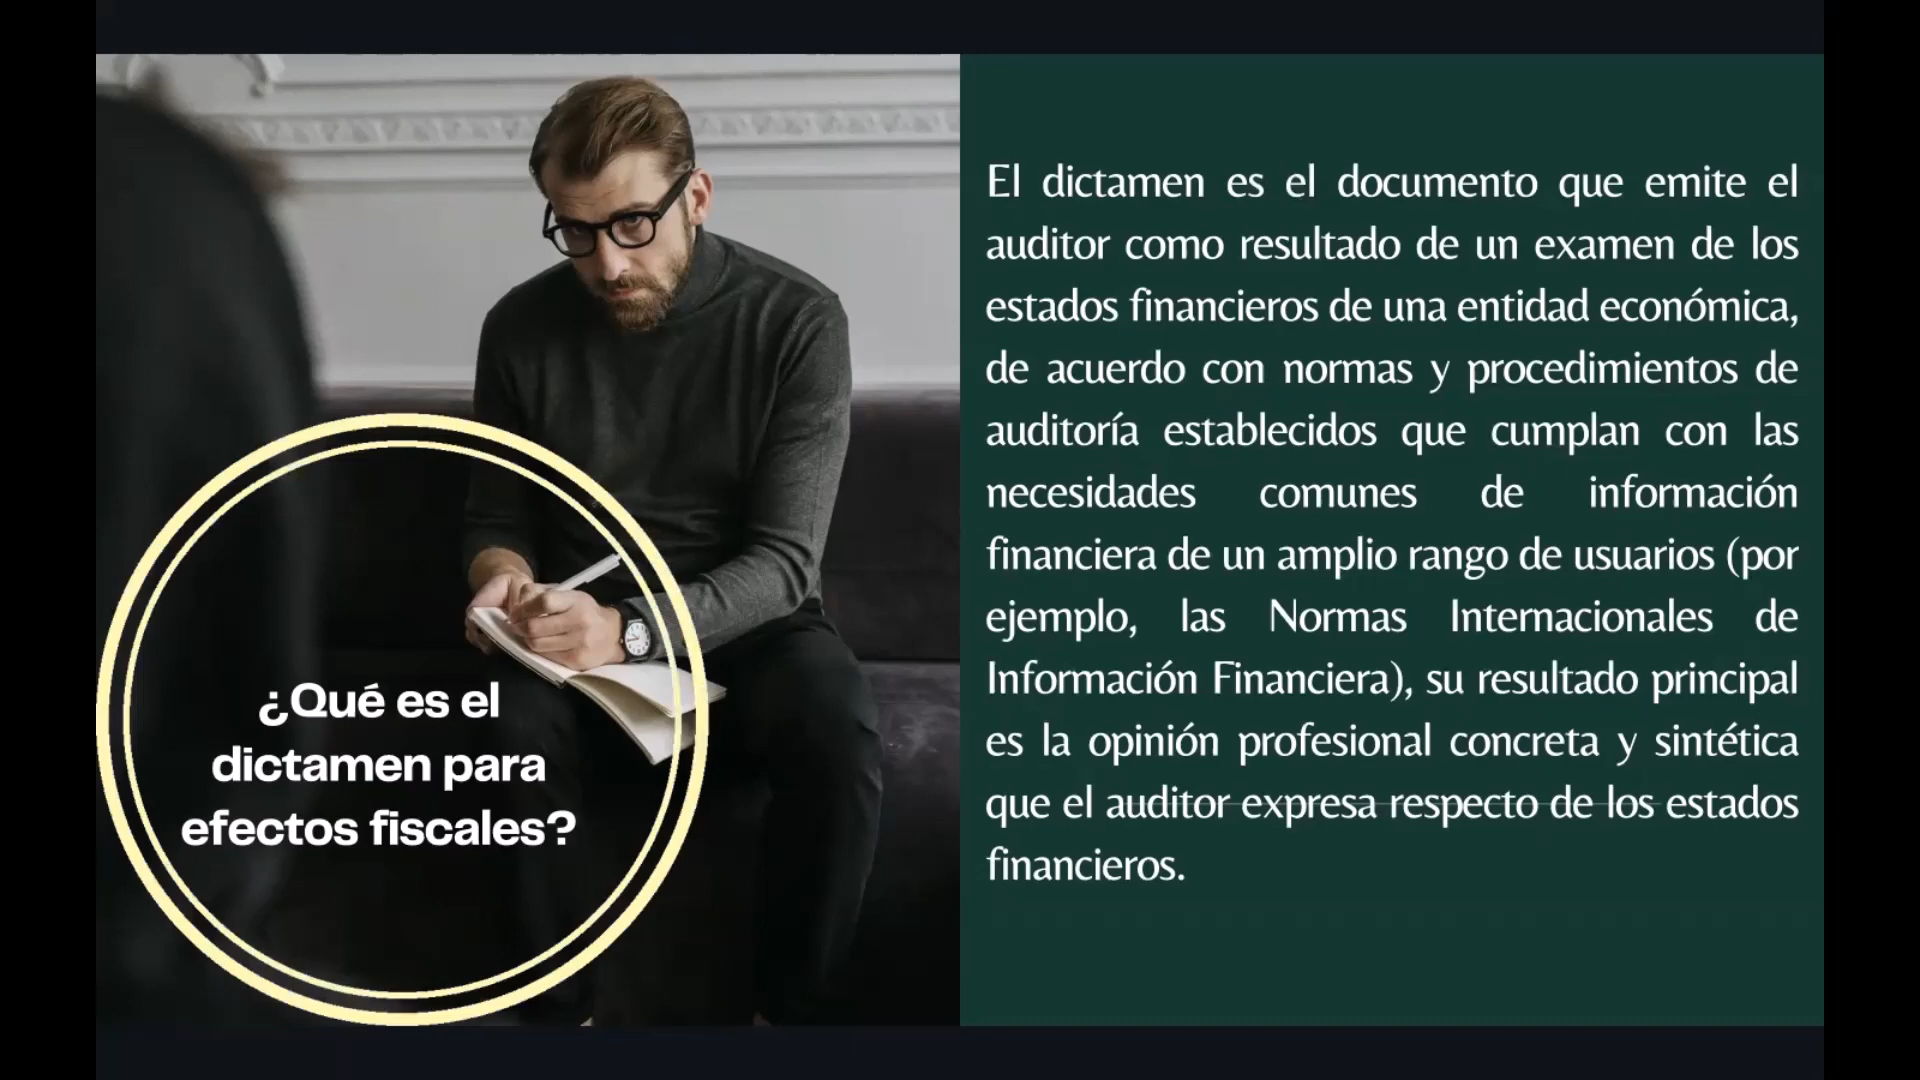 ¿Qué es el
dictamen para
efectos fiscales?
El dictamen es el documento que emite el
auditor como resultado de un examen de los
estados financieros de una entidad económica,
de acuerdo con normas y procedimientos de
auditoría establecidos que cumplan con las
necesidades comunes de información
financiera de un amplio rango de usuarios (por
ejemplo, las Normas Internacionales de
Información Financiera), su resultado principal
es la opinión profesional concreta y sintética
que el auditor expresa respecto de los estados
financieros.